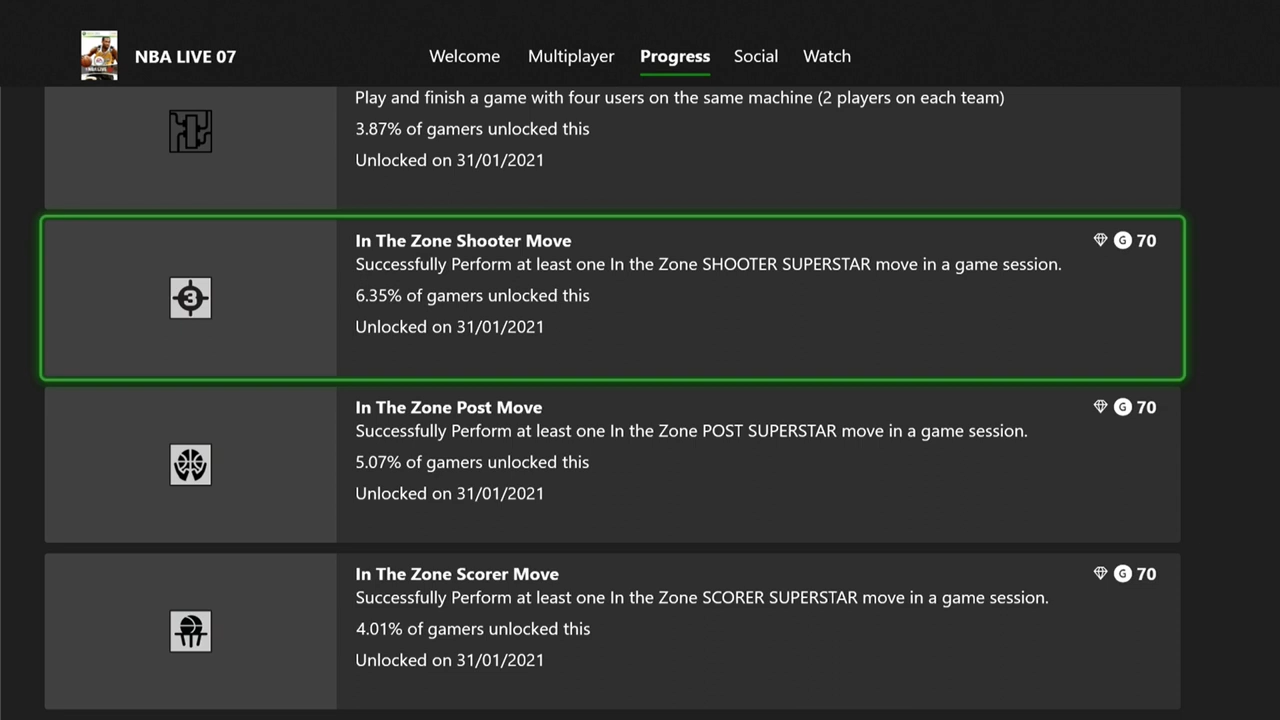 NBA LIVE 07
Welcome
Multiplayer
Progress
Social
Watch
Play and finish a game with four users on the same machine (2 players on each team)
3.87% of gamers unlocked this
Unlocked on 31/01/2021
In The Zone Shooter Move
G 70
Successfully Perform at least one In the Zone SHOOTER SUPERSTAR move in a game session.
6.35% of gamers unlocked this
Unlocked on 31/01/2021
3
In The Zone Post Move
G 70
Successfully Perform at least one In the Zone POST SUPERSTAR move in a game session.
5.07% of gamers unlocked this
Unlocked on 31/01/2021
In The Zone Scorer Move
G 70
Successfully Perform at least one In the Zone SCORER SUPERSTAR move in a game session.
4.01% of gamers unlocked this
Unlocked on 31/01/2021